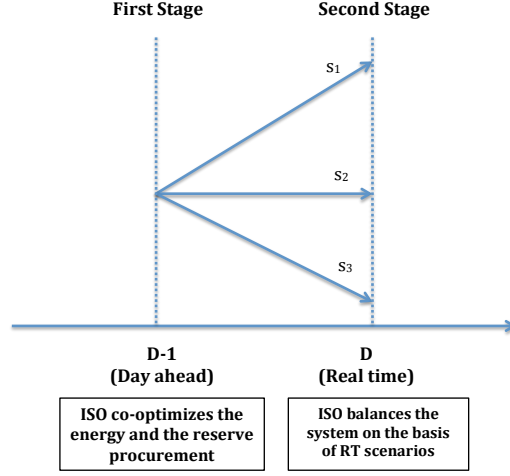 First Stage
Second Stage
s1
s2
s3
D-1
(Day ahead)
D
(Real time)
ISO co-optimizes the
energy and the reserve
procurement
ISO balances the
system on the basis
of RT scenarios